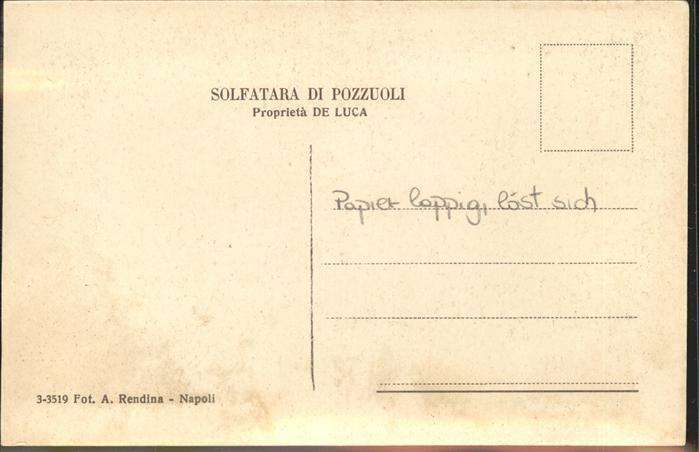 SOLFATARA DI POZZUOLI
Proprietà DE LUCA
Papier lappig, löst sich
3-3519 Fot. A. Rendina - Napoli